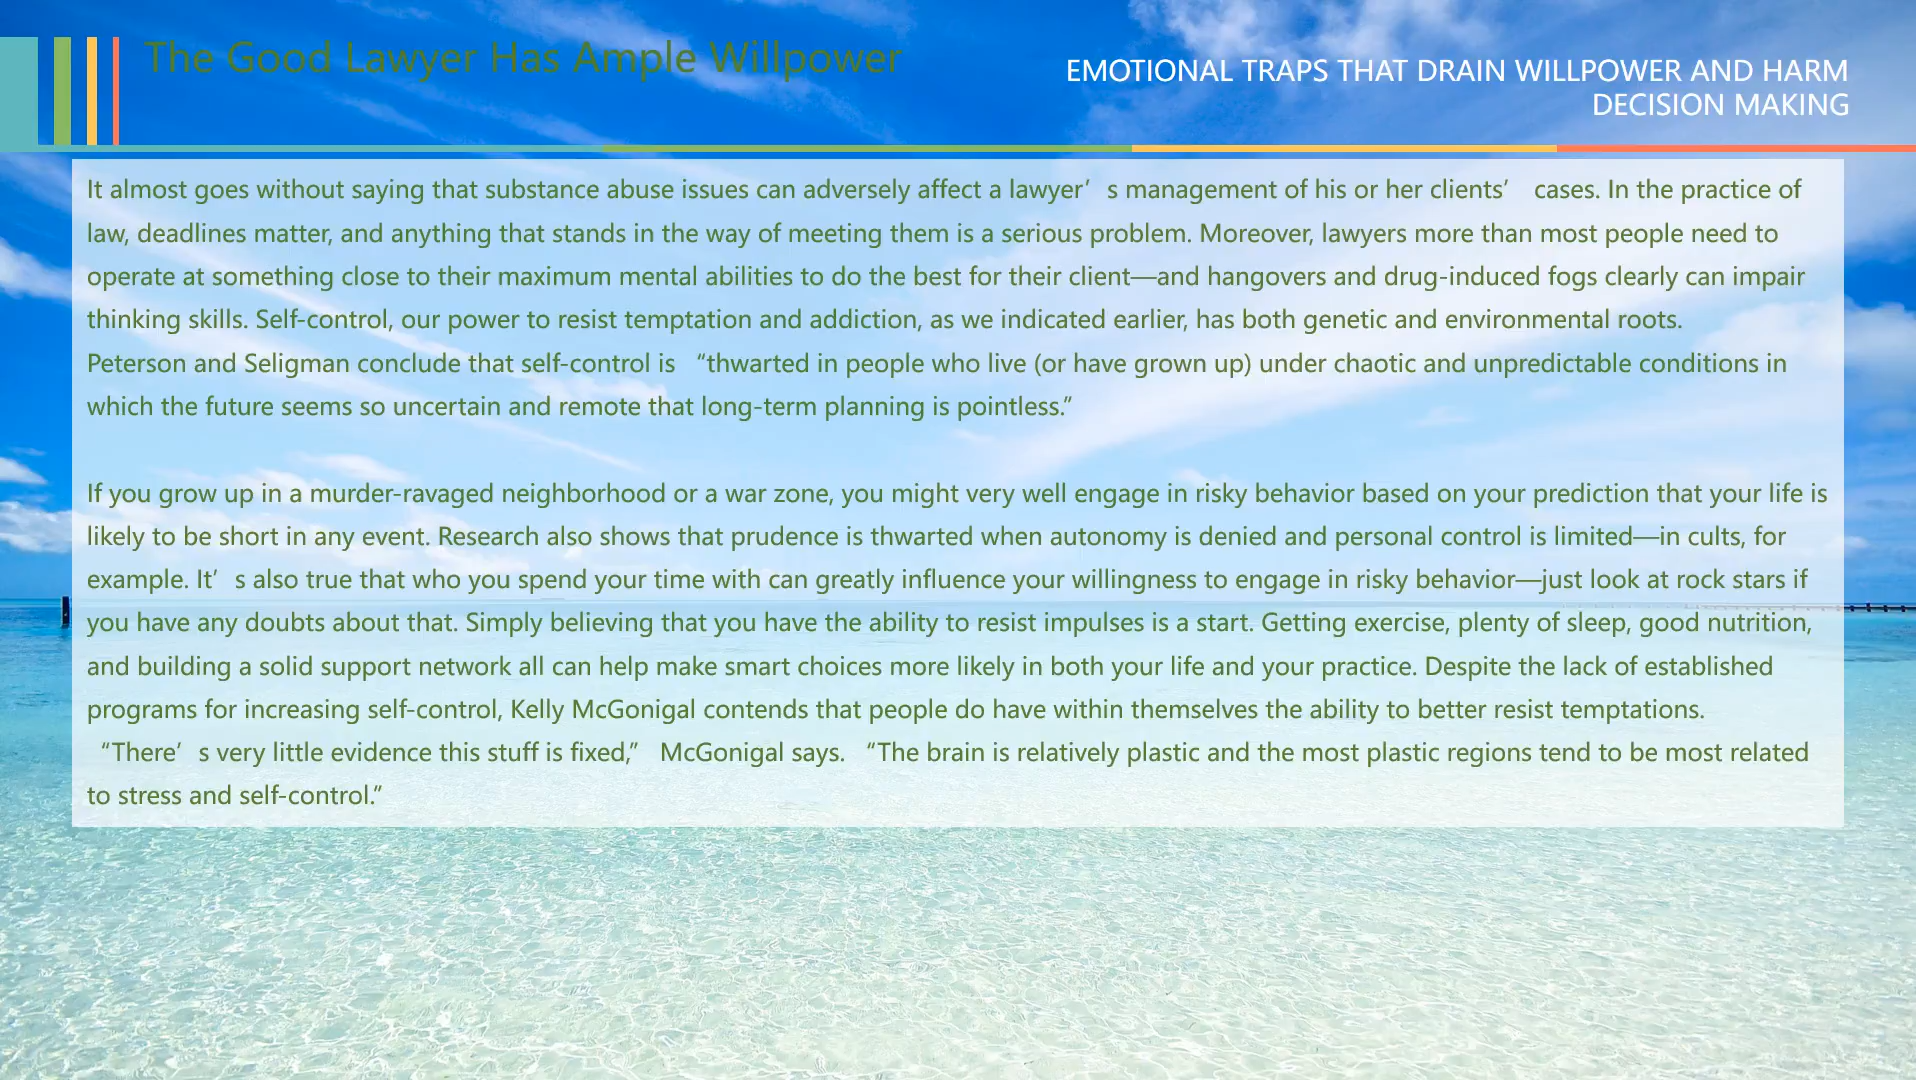 The Good Lawyer Has Ample Willpower
EMOTIONAL TRAPS THAT DRAIN WILLPOWER AND HARM
DECISION MAKING
It almost goes without saying that substance abuse issues can adversely affect a lawyer’s management of his or her clients’ cases. In the practice of
law, deadlines matter, and anything that stands in the way of meeting them is a serious problem. Moreover, lawyers more than most people need to
operate at something close to their maximum mental abilities to do the best for their client—and hangovers and drug-induced fogs clearly can impair
thinking skills. Self-control, our power to resist temptation and addiction, as we indicated earlier, has both genetic and environmental roots.
Peterson and Seligman conclude that self-control is “thwarted in people who live (or have grown up) under chaotic and unpredictable conditions in
which the future seems so uncertain and remote that long-term planning is pointless.”
If you grow up in a murder-ravaged neighborhood or a war zone, you might very well engage in risky behavior based on your prediction that your life is
likely to be short in any event. Research also shows that prudence is thwarted when autonomy is denied and personal control is limited—in cults, for
example. It’s also true that who you spend your time with can greatly influence your willingness to engage in risky behavior—just look at rock stars if
you have any doubts about that. Simply believing that you have the ability to resist impulses is a start. Getting exercise, plenty of sleep, good nutrition,
and building a solid support network all can help make smart choices more likely in both your life and your practice. Despite the lack of established
programs for increasing self-control, Kelly McGonigal contends that people do have within themselves the ability to better resist temptations.
“There’s very little evidence this stuff is fixed,” McGonigal says. “The brain is relatively plastic and the most plastic regions tend to be most related
to stress and self-control.”